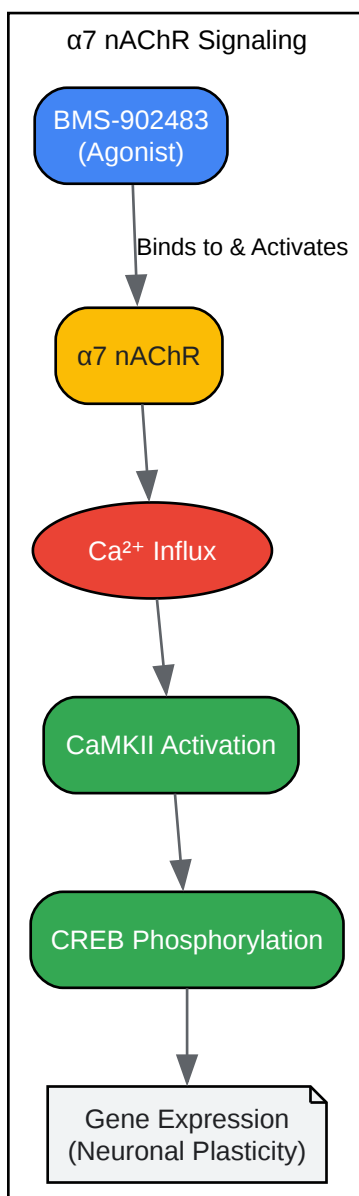 α7 nAChR Signaling
BMS-902483
(Agonist)
Binds to & Activates
α7 nAChR
Ca²⁺ Influx
CaMKII Activation
CREB Phosphorylation
Gene Expression
(Neuronal Plasticity)